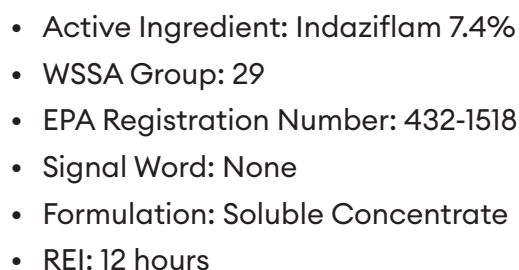 • Active Ingredient: Indaziflam 7.4%
• WSSA Group: 29
• EPA Registration Number: 432-1518
• Signal Word: None
• Formulation: Soluble Concentrate
• REI: 12 hours